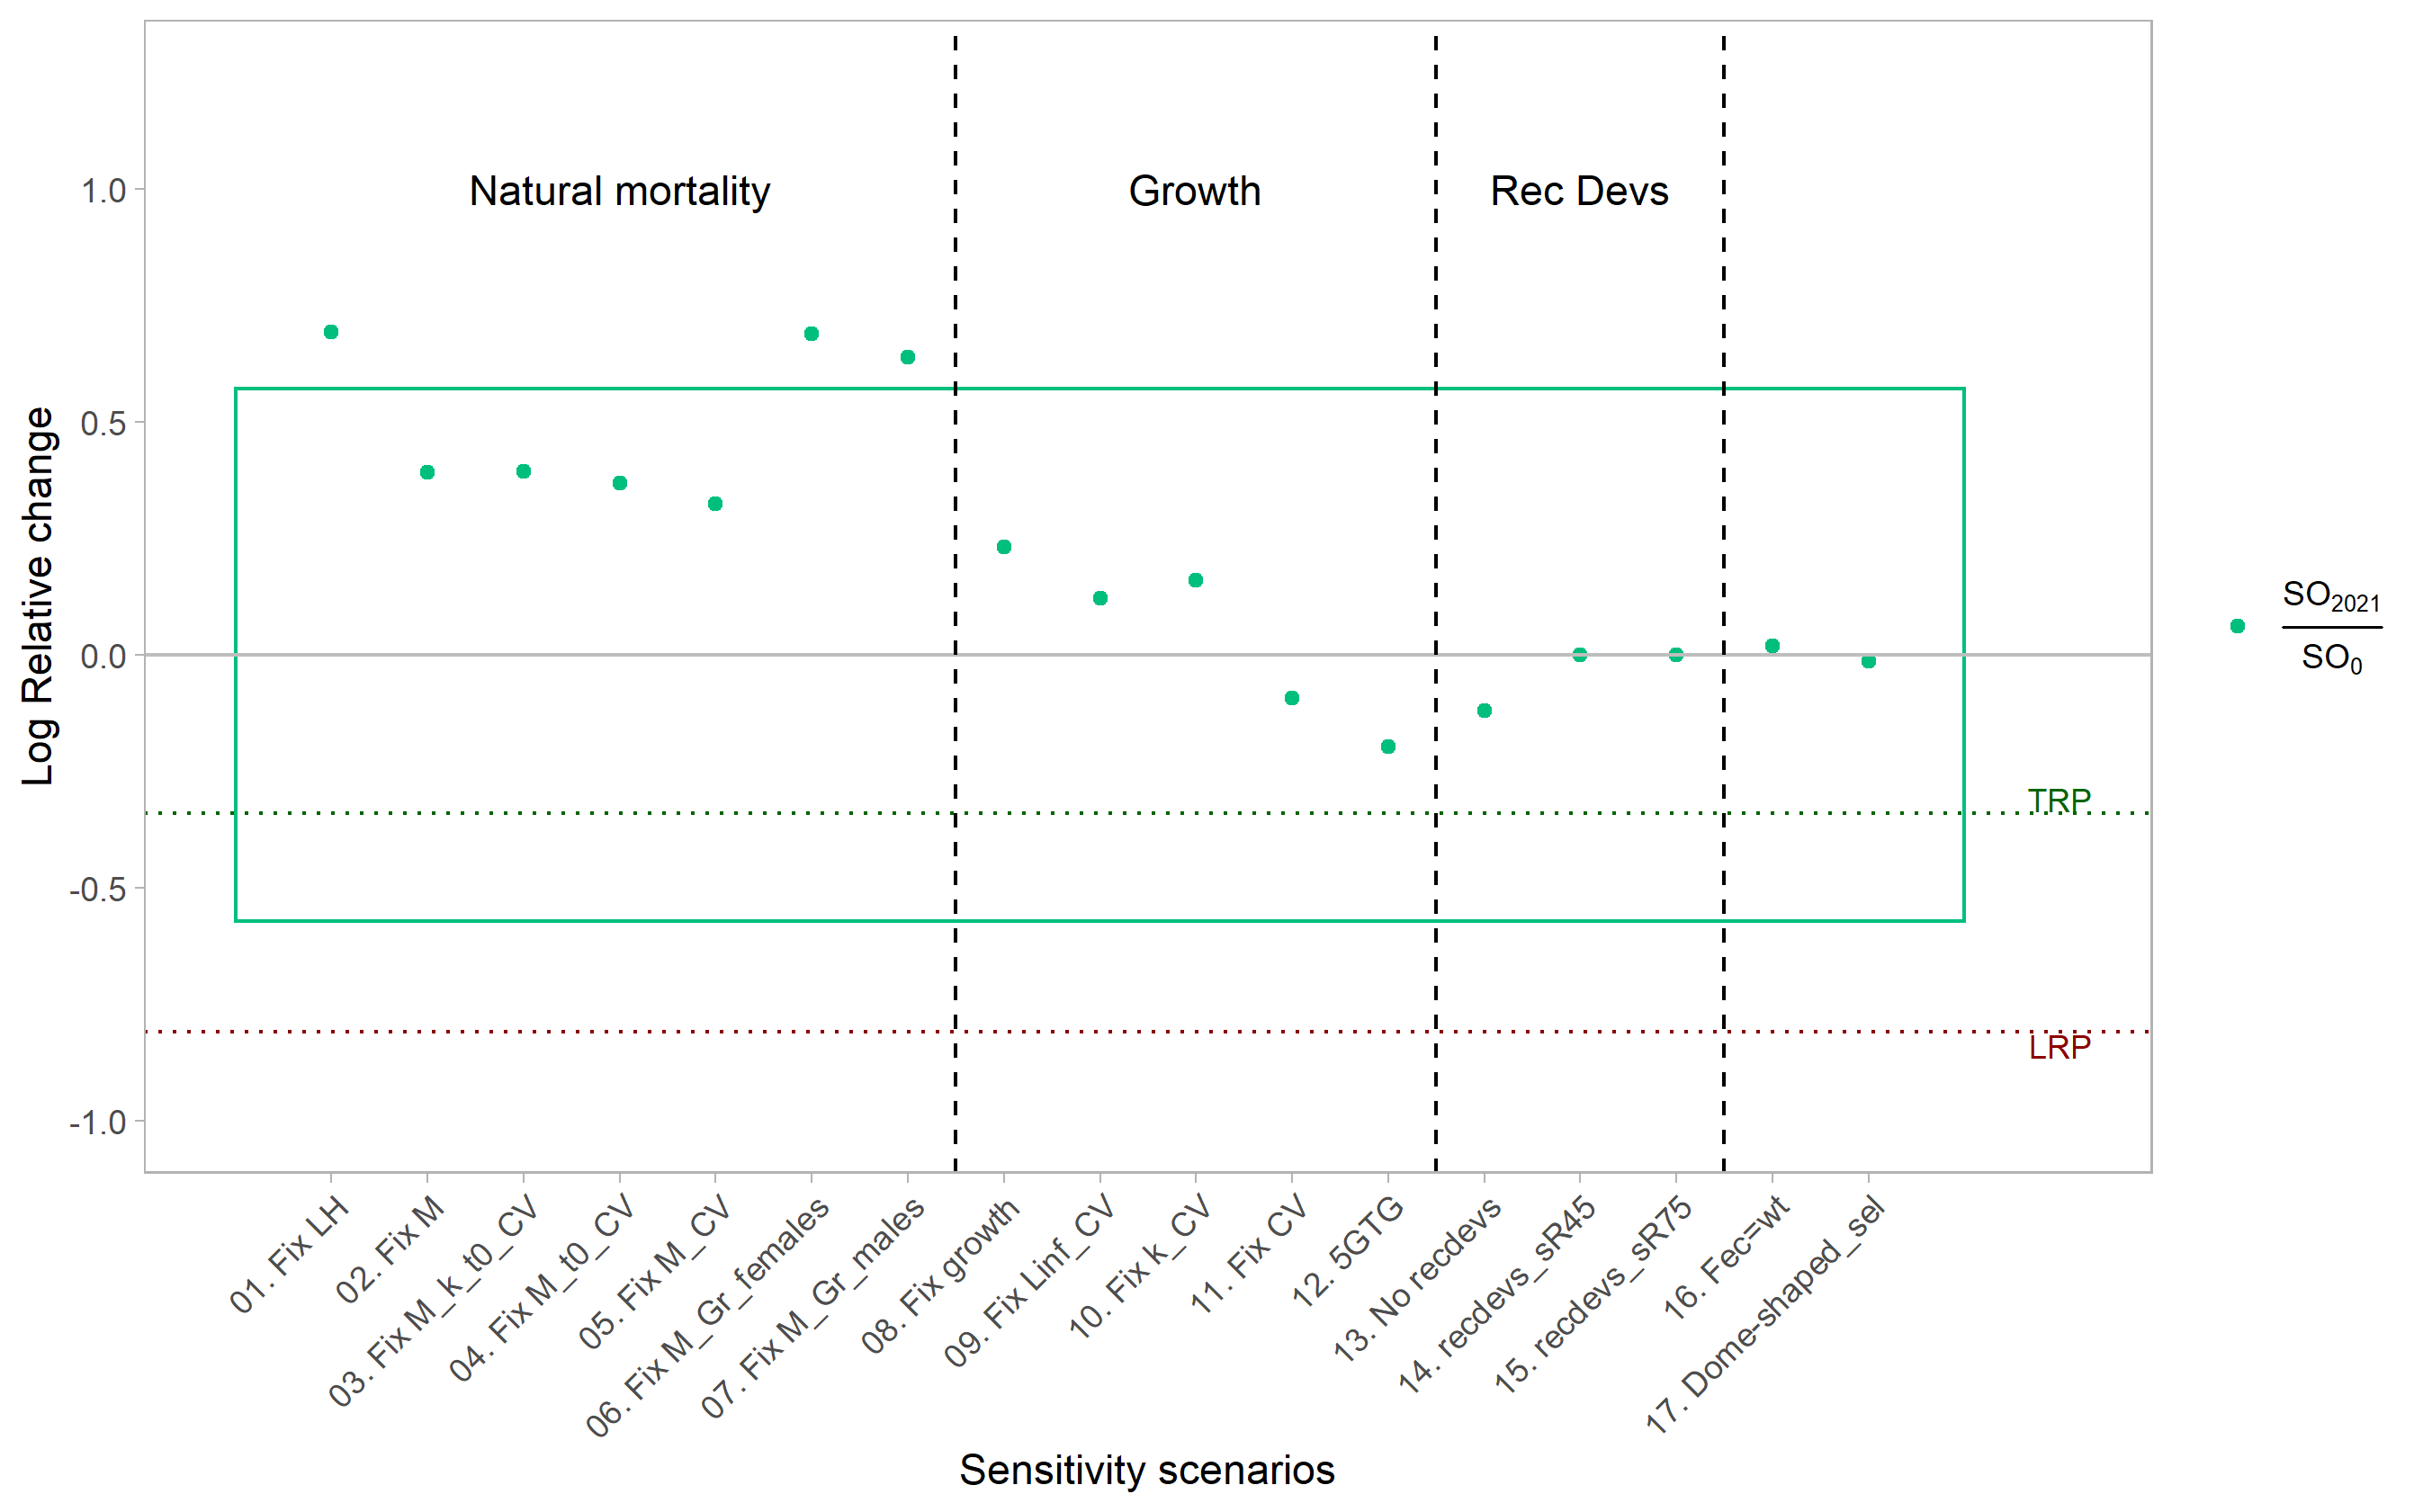 Natural mortality
Growth
Rec Devs
Log Relative change
1.0
0.5
0.0
-0.5
-1.0
TRP
LRP
SO2021
SO0
01. Fix LH
02. Fix M
03. Fix M_k_t0_CV
04. Fix M_t0_CV
05. Fix M_CV
06. Fix M_Gr_females
07. Fix M_Gr_males
08. Fix growth
09. Fix Linf_CV
10. Fix k_CV
11. Fix CV
12. 5GTG
13. No recdevs
14. recdevs_sR45
15. recdevs_sR75
16. Fec=wt
17. Dome-shaped_sel
Sensitivity scenarios